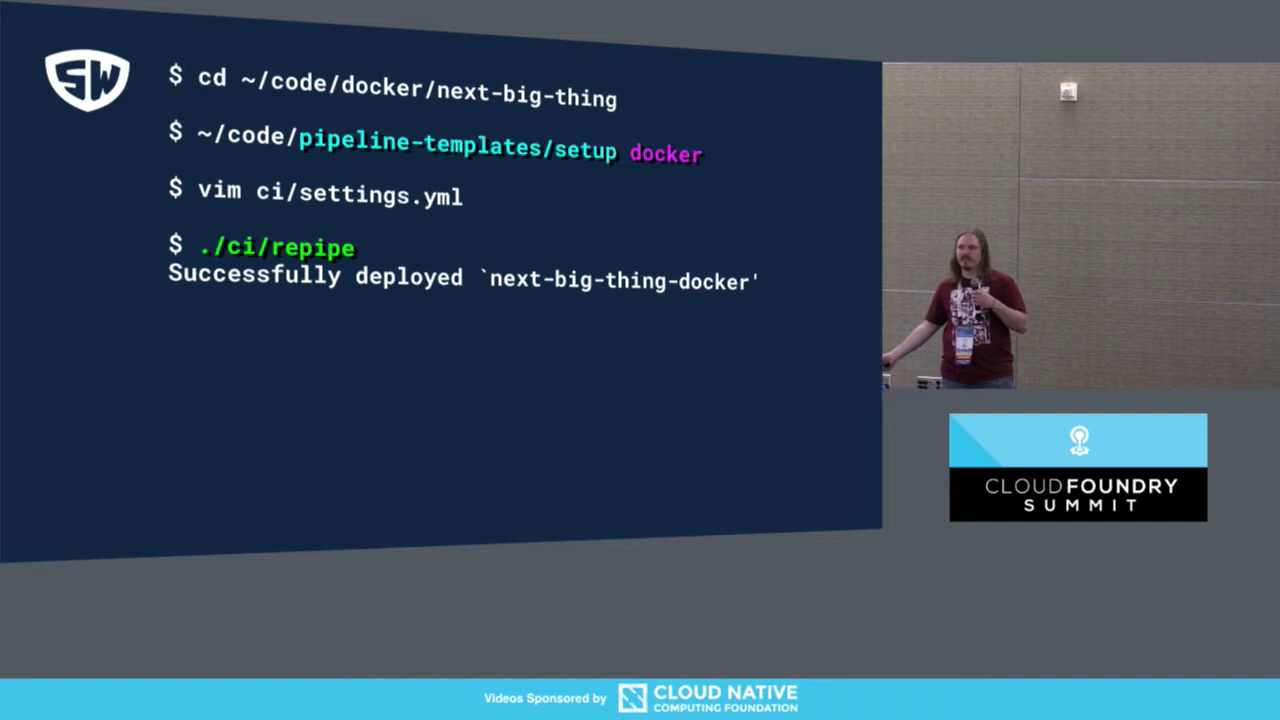 SW
$ cd ~/code/docker/next-big-thing
$ ~/code/pipeline-templates/setup docker
$ vim ci/settings.yml
$ ./ci/repipe
Successfully deployed `next-big-thing-docker'
CLOUD FOUNDRY
SUMMIT
Videos Sponsored by
CLOUD NATIVE
COMPUTING FOUNDATION